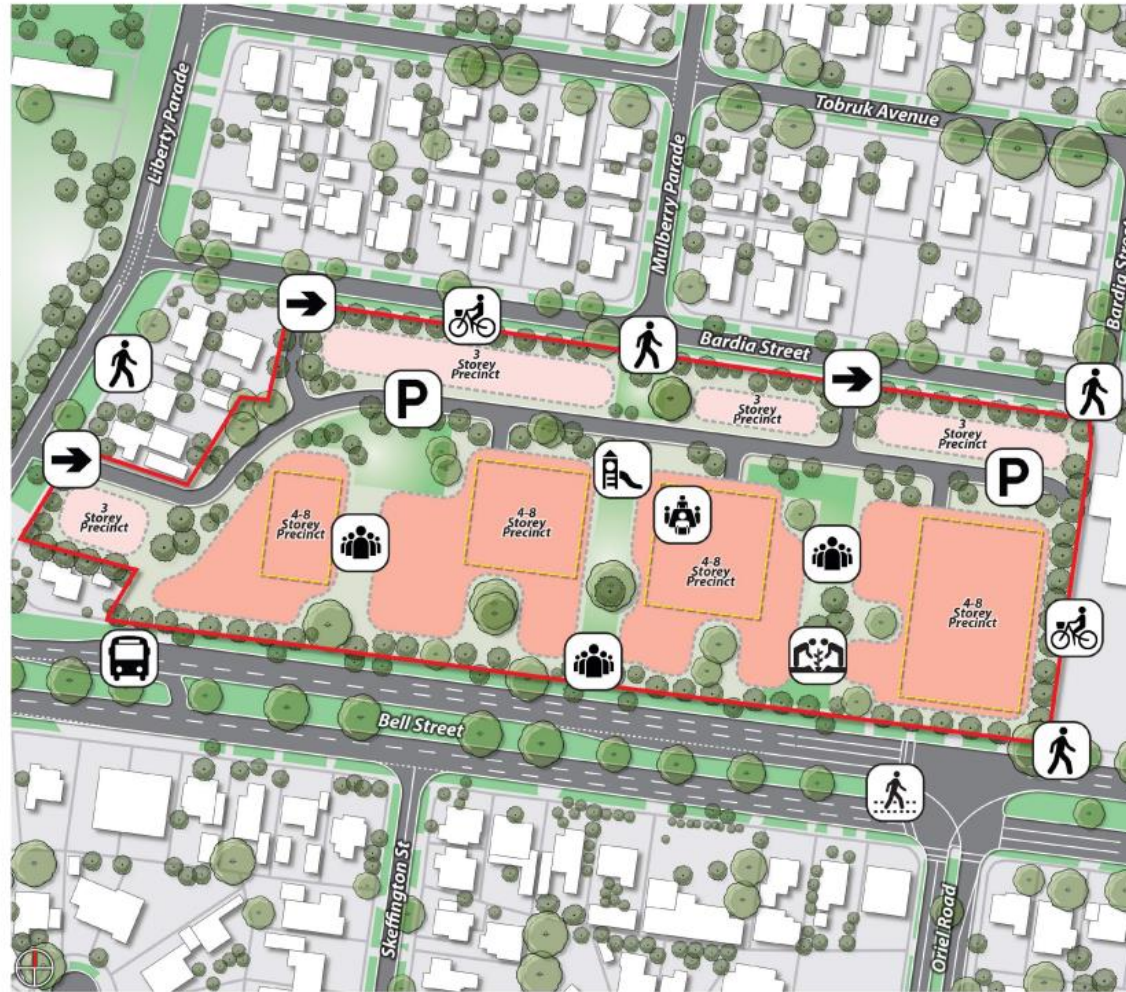 Liberty Parade
Tobruk Avenue
Mulberry Parade
Bardia Street
Bardia Street
3
Storey
Precinct
P
3
Storey
Precinct
3
Storey
Precinct
P
3
Storey
Precinct
4-8
Storey
Precinct
4-8
Storey
Precinct
4-8
Storey
Precinct
4-8
Storey
Precinct
Bell Street
Skeffington St
Oriel Road